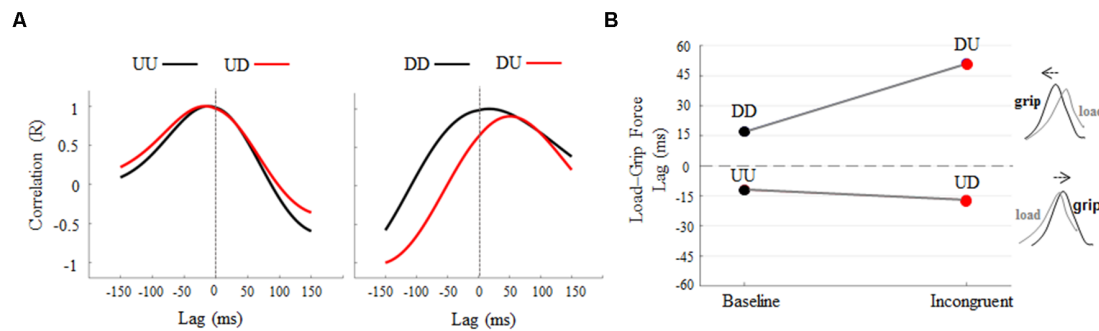 A
UU UD
DD DU
Correlation (R)
1
0.5
0
-0.5
-1
-150 -100 -50 0 50 100 150
Lag (ms)
-150 -100 -50 0 50 100 150
Lag (ms)
B
Load–Grip Force
Lag (ms)
60
45
30
15
0
-15
-30
-45
-60
DD
DU
UU
UD
Baseline
Incongruent
grip
load
load
grip